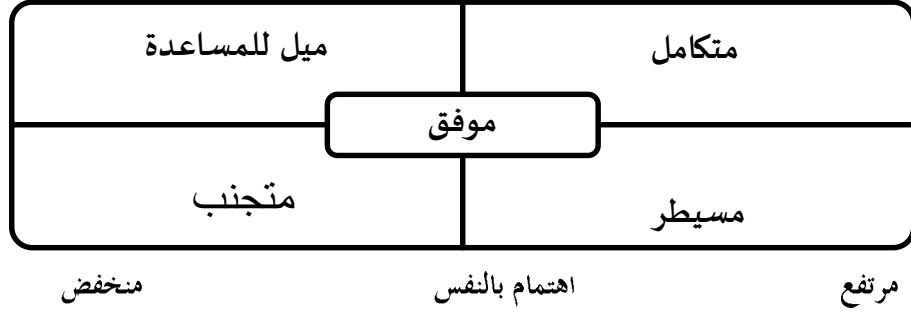 متكامل ميل للمساعدة
موفق
مسيطر متجنب
مرتفع اهتمام بالنفس منخفض